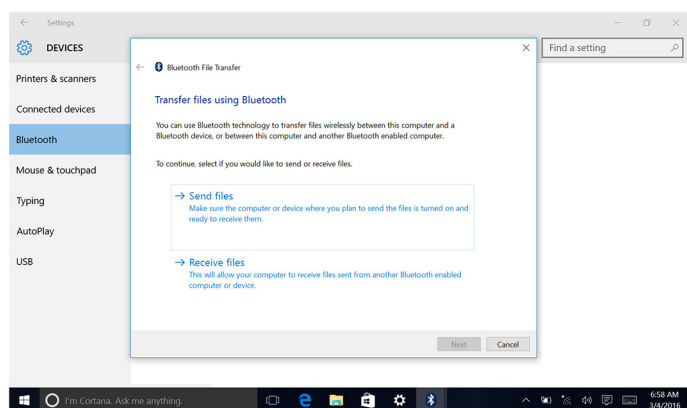 Settings
DEVICES
Find a setting
Printers & scanners
Connected devices
Bluetooth
Mouse & touchpad
Typing
AutoPlay
USB
Bluetooth File Transfer
Transfer files using Bluetooth
You can use Bluetooth technology to transfer files wirelessly between this computer and a
Bluetooth device, or between this computer and another Bluetooth enabled computer.
To continue, select if you would like to send or receive files.
Send files
Make sure the computer or device where you plan to send the files is turned on and
ready to receive them.
Receive files
This will allow your computer to receive files sent from another Bluetooth enabled
computer or device.
Next
Cancel
I'm Cortana. Ask me anything.
6:58 AM
3/4/2016